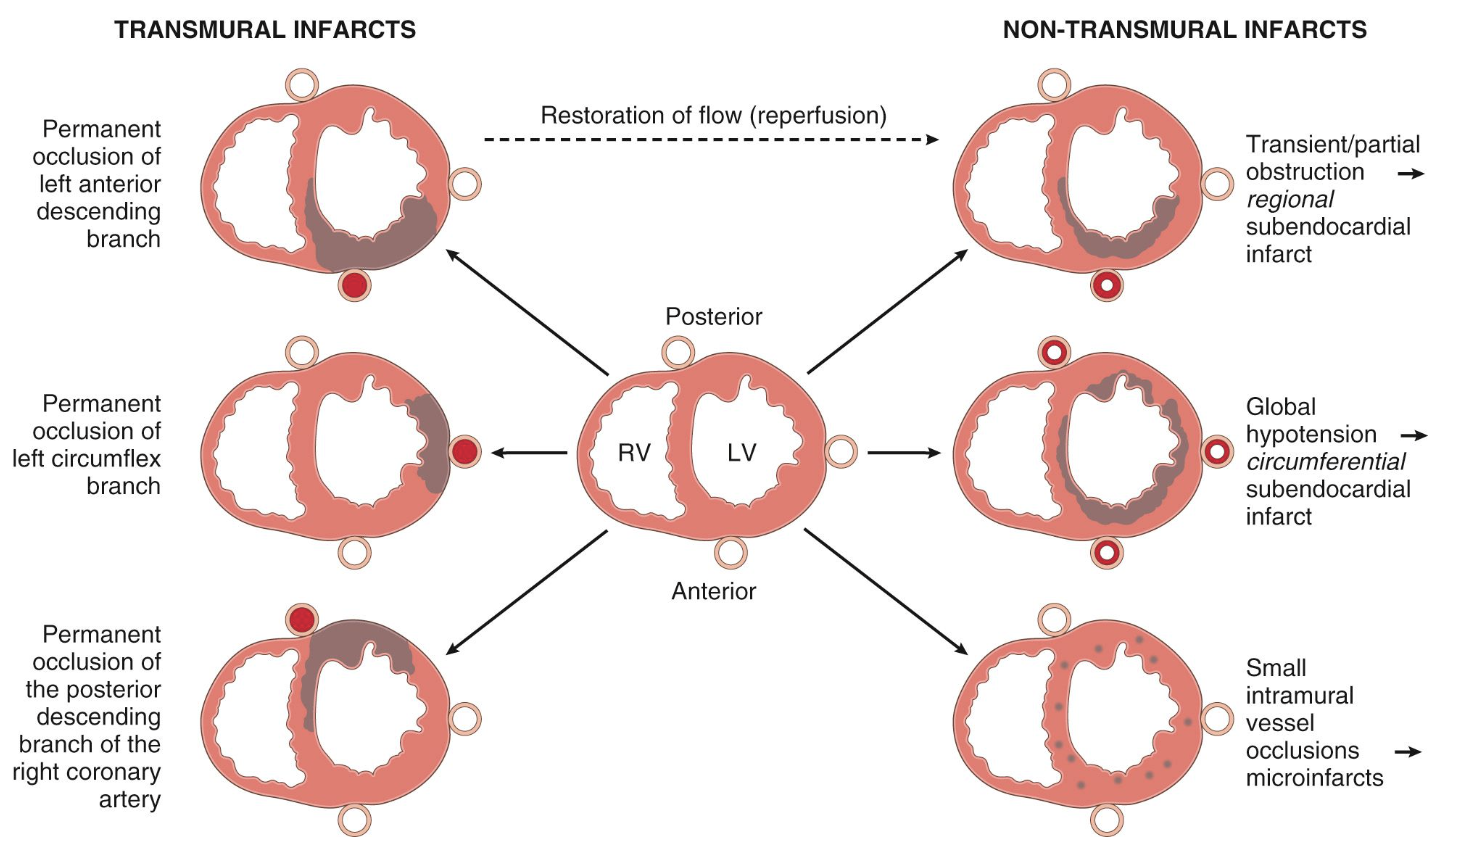 TRANSMURAL INFARCTS
NON-TRANSMURAL INFARCTS
Permanent
occlusion of
left anterior
descending
branch
Restoration of flow (reperfusion)
Transient/partial
obstruction →
regional
subendocardial
infarct
Permanent
occlusion of
left circumflex
branch
Posterior
RV
LV
Anterior
Global
hypotension →
circumferential
subendocardial
infarct
Permanent
occlusion of
the posterior
descending
branch of the
right coronary
artery
Small
intramural
vessel
occlusions →
microinfarcts